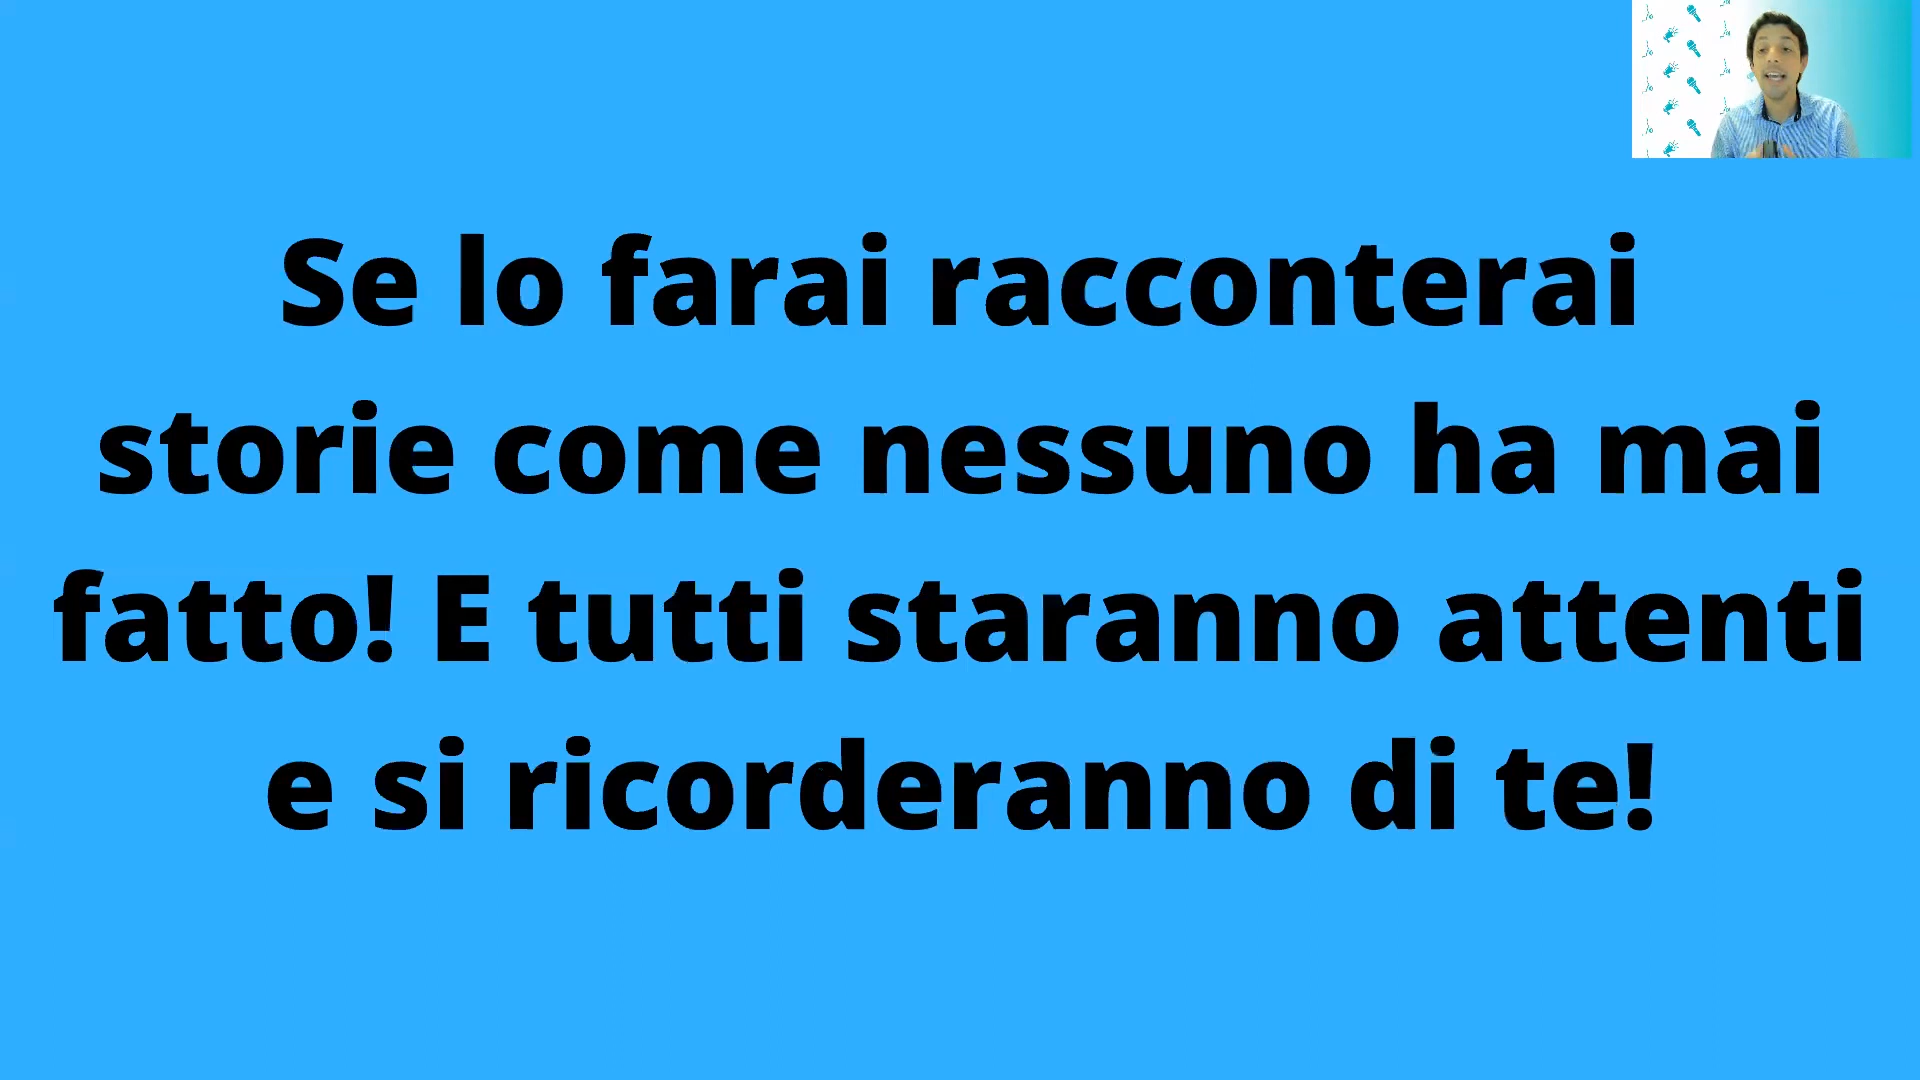 Se lo farai racconterai
storie come nessuno ha mai
fatto! E tutti staranno attenti
e si ricorderanno di te!